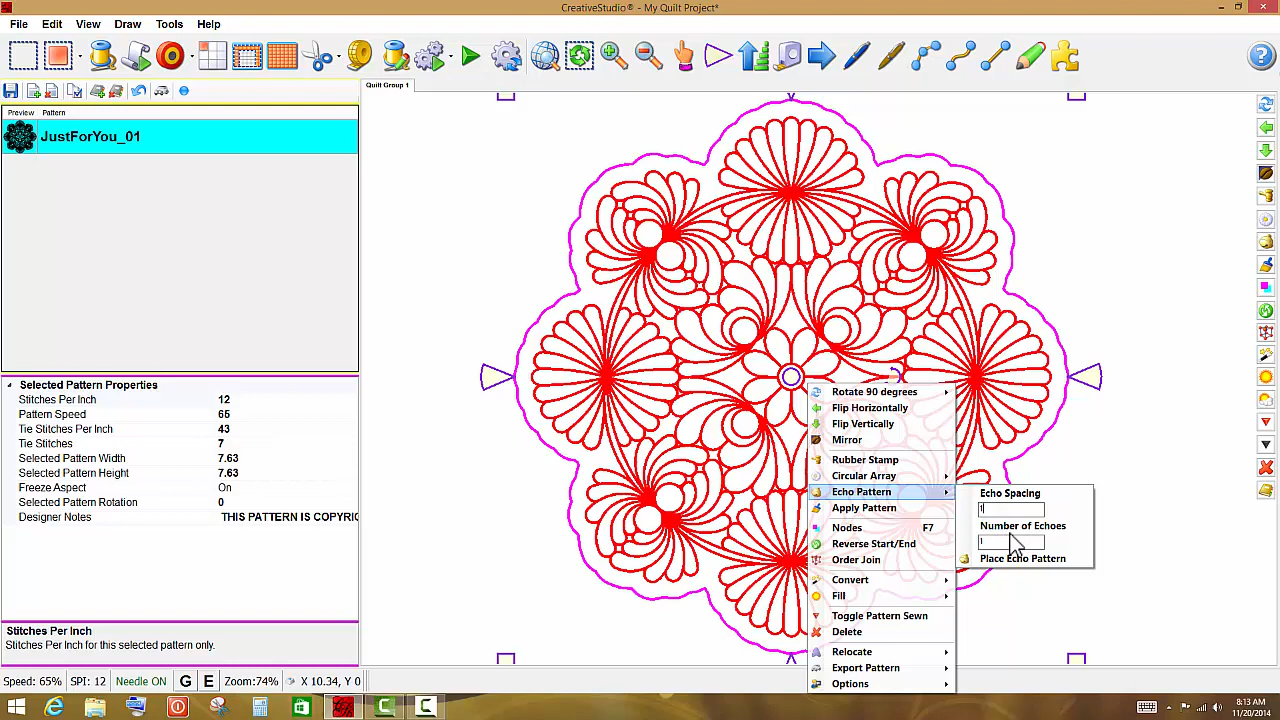 CreativeStudio® - My Quilt Project*
File Edit View Draw Tools Help
Quilt Group 1
Preview Pattern
JustForYou_01
Selected Pattern Properties
Stitches Per Inch 12
Pattern Speed 65
Tie Stitches Per Inch 43
Tie Stitches 7
Selected Pattern Width 7.63
Selected Pattern Height 7.63
Freeze Aspect On
Selected Pattern Rotation 0
Designer Notes THIS PATTERN IS COPYRIG
Stitches Per Inch
Stitches Per Inch for this selected pattern only.
Rotate 90 degrees
Flip Horizontally
Flip Vertically
Mirror
Rubber Stamp
Circular Array
Echo Pattern
Apply Pattern
Nodes F7
Reverse Start/End
Order Join
Convert
Fill
Toggle Pattern Sewn
Delete
Relocate
Export Pattern
Options
Echo Spacing
1
Number of Echoes
1
Place Echo Pattern
Speed: 65% SPI: 12 Needle ON G E Zoom:74% X 10.34, Y 0
8:13 AM
11/20/2014